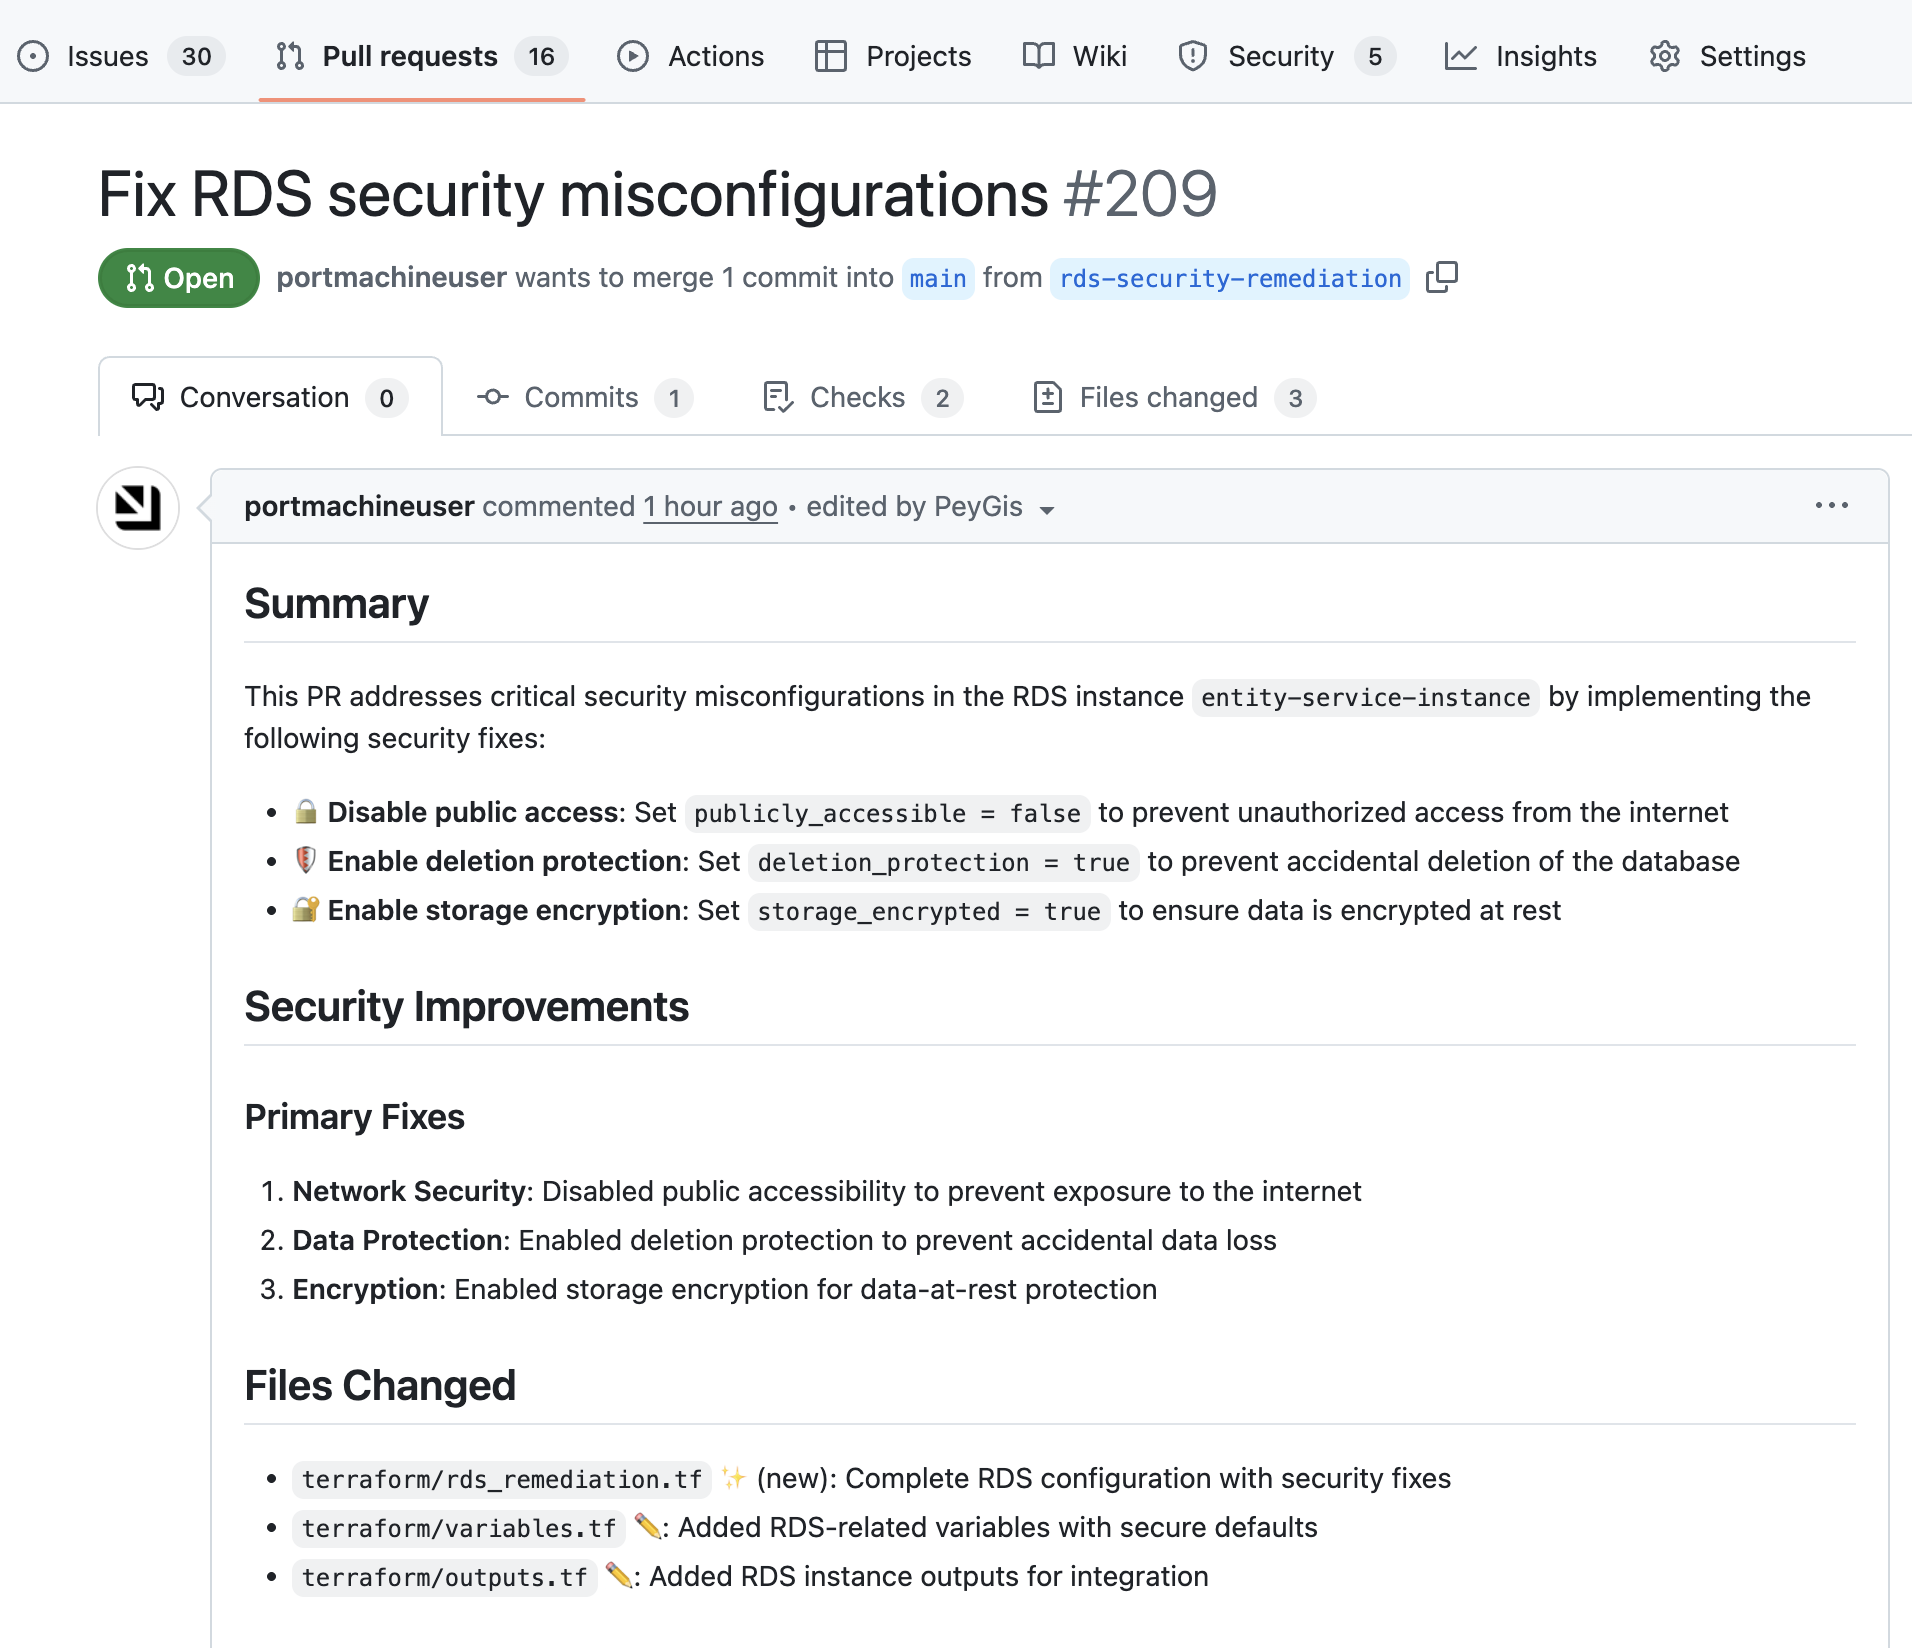 Issues 30 Pull requests 16 Actions Projects Wiki Security 5 Insights Settings
Fix RDS security misconfigurations #209
Open portmachineuser wants to merge 1 commit into main from rds-security-remediation
Conversation 0 Commits 1 Checks 2 Files changed 3
portmachineuser commented 1 hour ago • edited by PeyGis
Summary
This PR addresses critical security misconfigurations in the RDS instance entity-service-instance by implementing the
following security fixes:
• 🔒 Disable public access: Set publicly_accessible = false to prevent unauthorized access from the internet
• 🛡️ Enable deletion protection: Set deletion_protection = true to prevent accidental deletion of the database
• 🔐 Enable storage encryption: Set storage_encrypted = true to ensure data is encrypted at rest
Security Improvements
Primary Fixes
1. Network Security: Disabled public accessibility to prevent exposure to the internet
2. Data Protection: Enabled deletion protection to prevent accidental data loss
3. Encryption: Enabled storage encryption for data-at-rest protection
Files Changed
• terraform/rds_remediation.tf ✨ (new): Complete RDS configuration with security fixes
• terraform/variables.tf ✏️: Added RDS-related variables with secure defaults
• terraform/outputs.tf ✏️: Added RDS instance outputs for integration